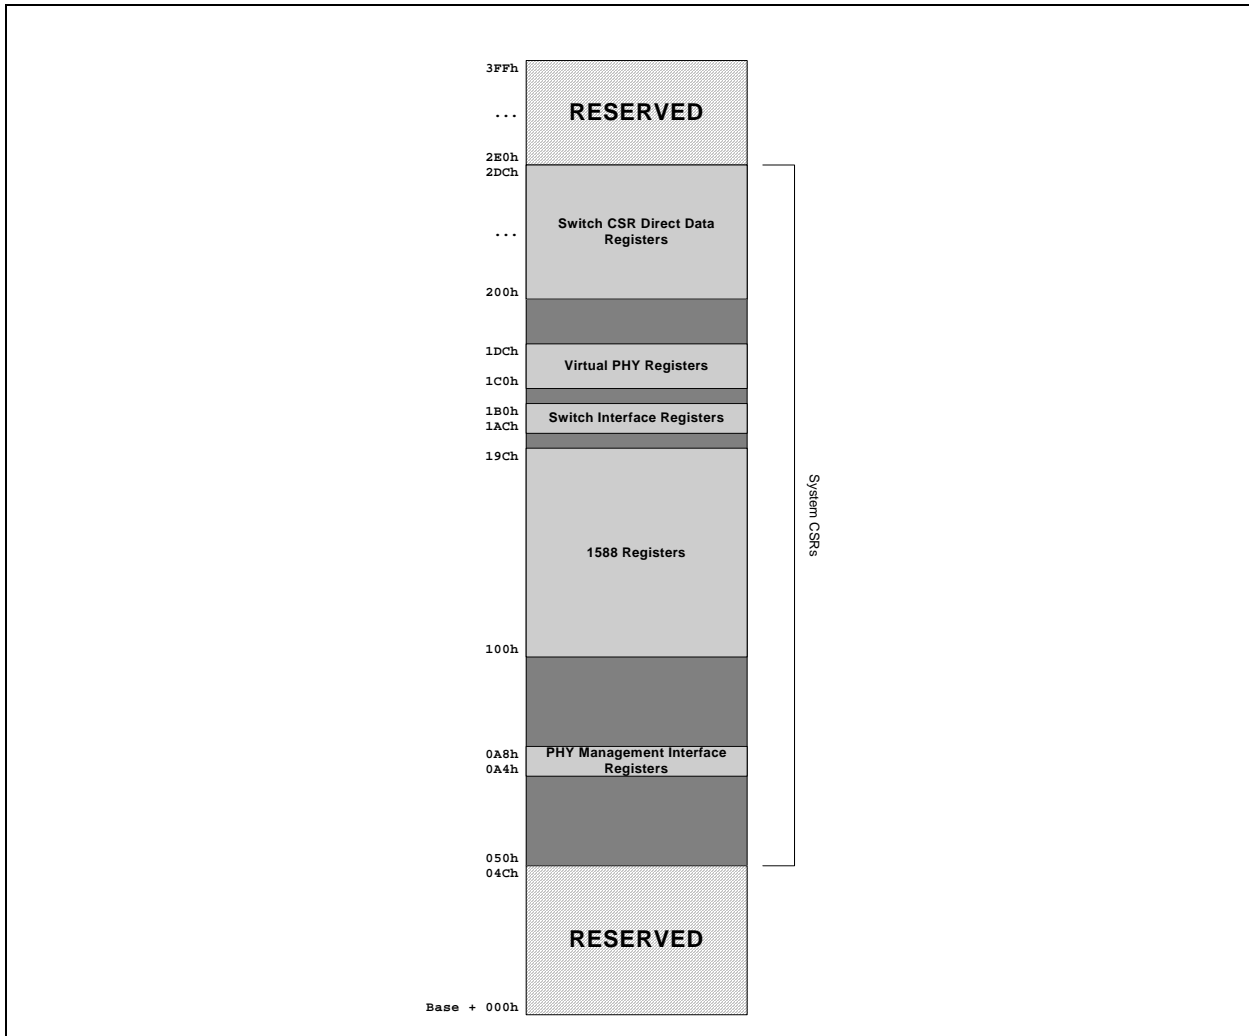 3FFh
RESERVED
...
2E0h
2DCh
Switch CSR Direct Data
Registers
...
200h
1DCh
Virtual PHY Registers
1C0h
1B0h
Switch Interface Registers
1ACh
19Ch
System CSRs
1588 Registers
100h
0A8h
PHY Management Interface
Registers
0A4h
050h
04Ch
RESERVED
Base + 000h